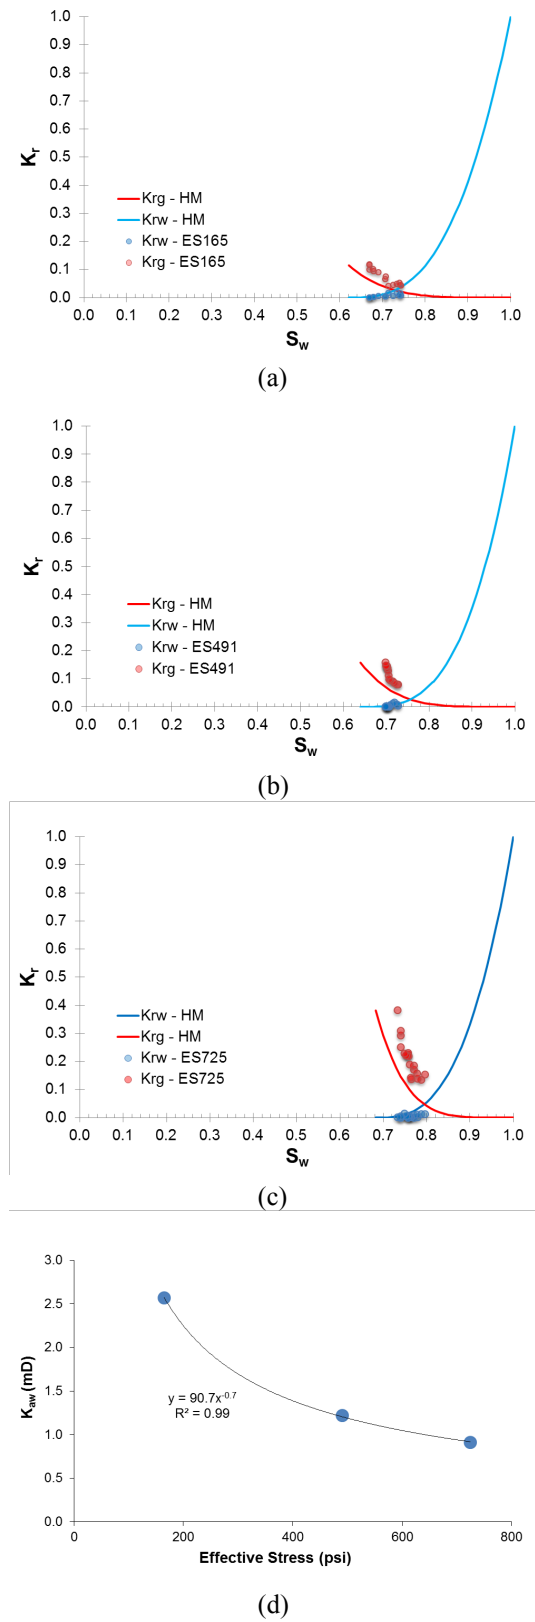 1.0
0.9
0.8
0.7
0.6
0.5
0.4
0.3
0.2
0.1
0.0
Kr
Krg - HM
Krw - HM
Krw - ES165
Krg - ES165
0.0 0.1 0.2 0.3 0.4 0.5 0.6 0.7 0.8 0.9 1.0
Sw
(a)
1.0
0.9
0.8
0.7
0.6
0.5
0.4
0.3
0.2
0.1
0.0
Kr
Krg - HM
Krw - HM
Krw - ES491
Krg - ES491
0.0 0.1 0.2 0.3 0.4 0.5 0.6 0.7 0.8 0.9 1.0
Sw
(b)
1.0
0.9
0.8
0.7
0.6
0.5
0.4
0.3
0.2
0.1
0.0
Kr
Krw - HM
Krg - HM
Krw - ES725
Krg - ES725
0.0 0.1 0.2 0.3 0.4 0.5 0.6 0.7 0.8 0.9 1.0
Sw
(c)
3.0
2.5
2.0
1.5
1.0
0.5
0.0
Kaw (mD)
y = 90.7x^-0.7
R² = 0.99
0 200 400 600 800
Effective Stress (psi)
(d)